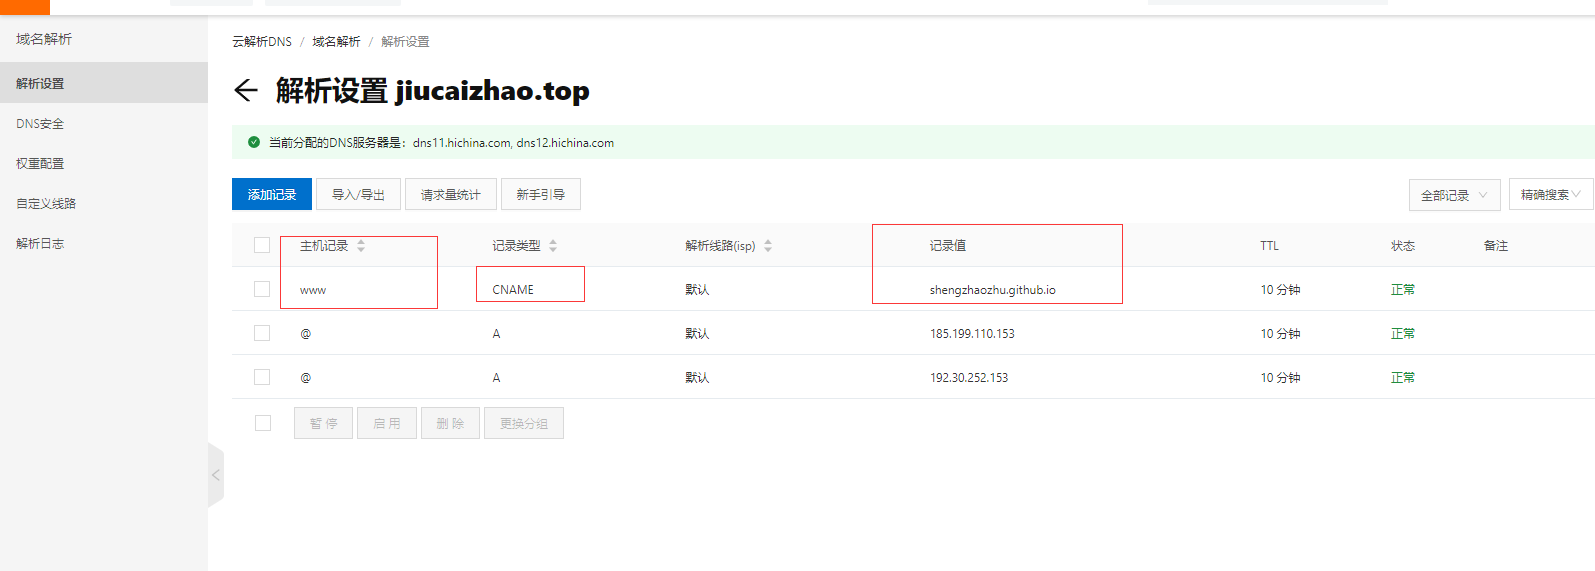 域名解析
解析设置
DNS安全
权重配置
自定义线路
解析日志
云解析DNS / 域名解析 / 解析设置
解析设置 jiucaizhao.top
当前分配的DNS服务器是：dns11.hichina.com, dns12.hichina.com
添加记录 导入/导出 请求量统计 新手引导 全部记录 精确搜索
主机记录 记录类型 解析线路(isp) 记录值 TTL 状态 备注
www CNAME 默认 shengzhaozhu.github.io 10 分钟 正常
@ A 默认 185.199.110.153 10 分钟 正常
@ A 默认 192.30.252.153 10 分钟 正常
暂停 启用 删除 更换分组